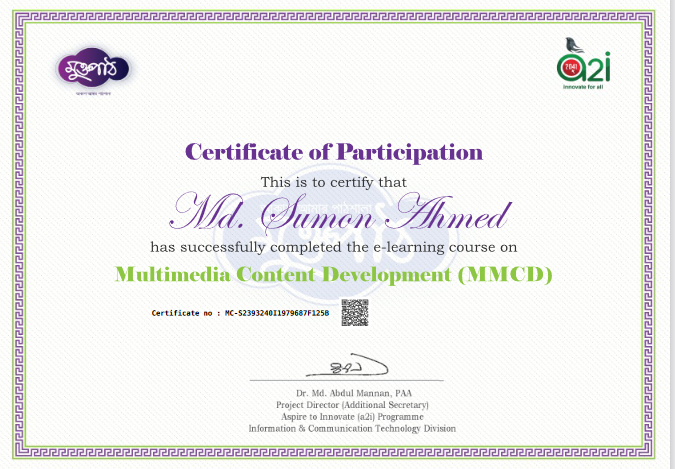 মুক্তপাঠ
a2i
2041
Innovate for all
Certificate of Participation
This is to certify that
Md. Sumon Ahmed
has successfully completed the e-learning course on
Multimedia Content Development (MMCD)
Certificate no : MC-S2393240I1979687F125B
Dr. Md. Abdul Mannan, PAA
Project Director (Additional Secretary)
Aspire to Innovate (a2i) Programme
Information & Communication Technology Division